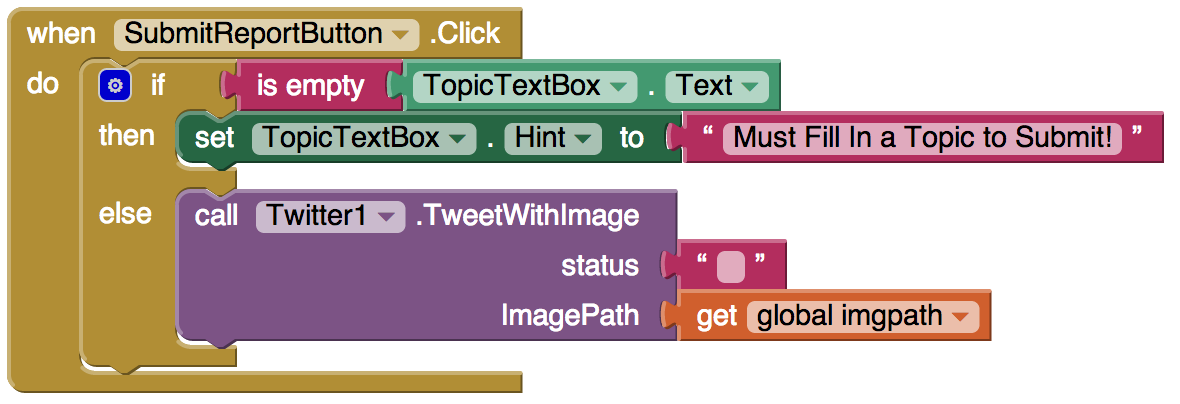 when SubmitReportButton .Click
do if is empty TopicTextBox . Text
then set TopicTextBox . Hint to “ Must Fill In a Topic to Submit! ”
else call Twitter1 .TweetWithImage
status “ ”
ImagePath get global imgpath